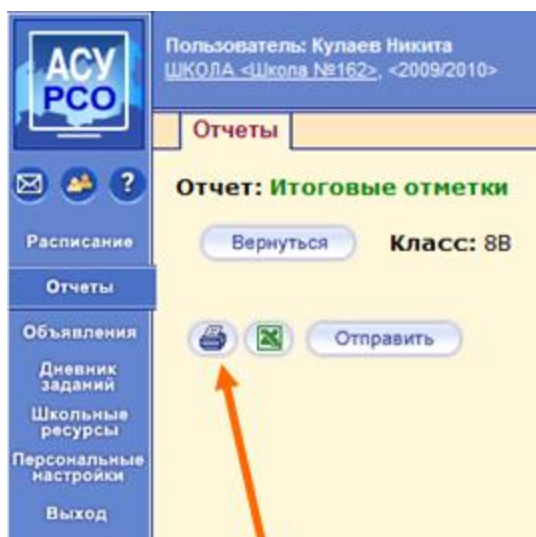 АСУ
РСО
Пользователь: Кулаев Никита
ШКОЛА <Школа №162>, <2009/2010>
Отчеты
?
Отчет: Итоговые отметки
Вернуться
Класс: 8В
Отправить
Расписание
Отчеты
Объявления
Дневник
заданий
Школьные
ресурсы
Персональные
настройки
Выход